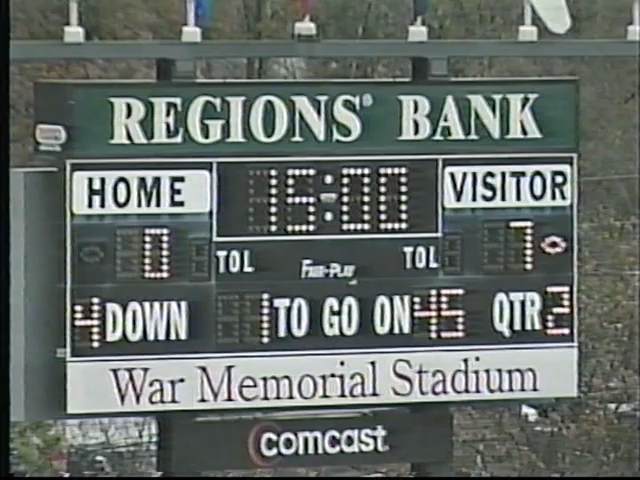 REGIONS® BANK
HOME 15:00 VISITOR
0 TOL FAIR-PLAY TOL 7
4 DOWN 1 TO GO ON 45 QTR 2
War Memorial Stadium
comcast